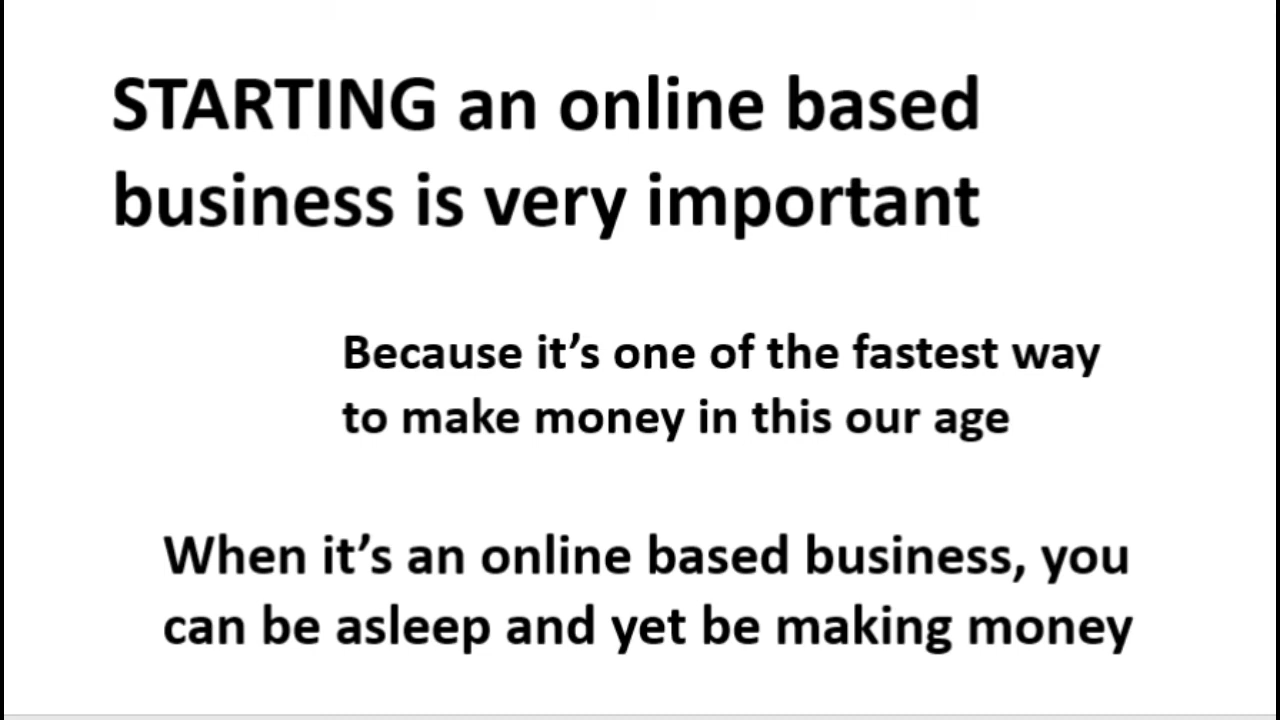 STARTING an online based
business is very important
Because it’s one of the fastest way
to make money in this our age
When it’s an online based business, you
can be asleep and yet be making money